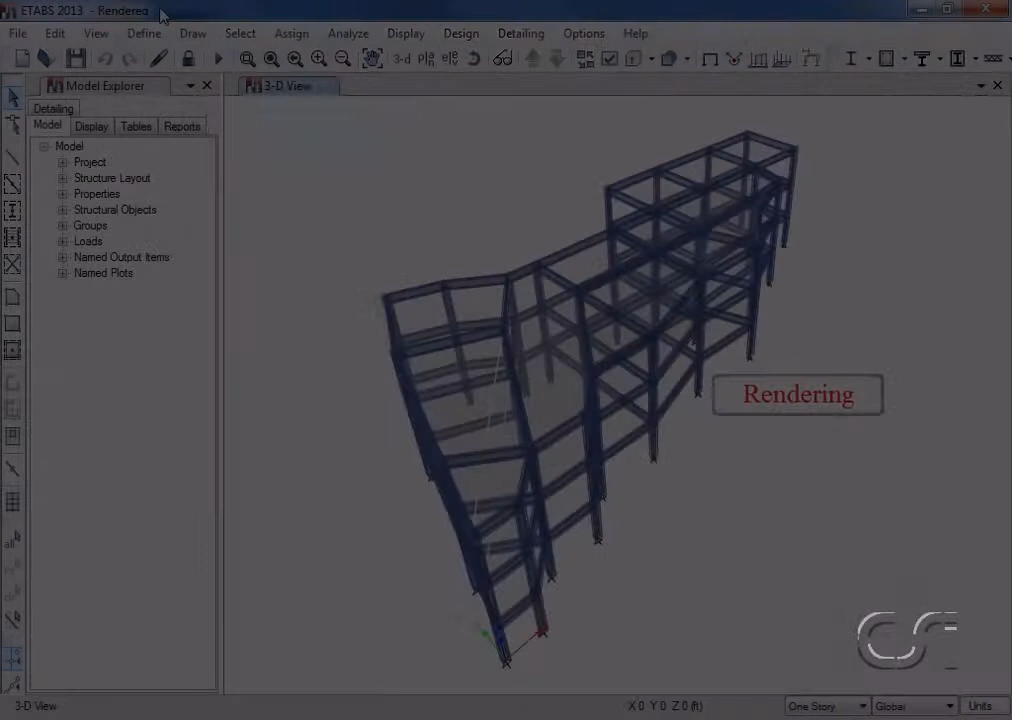 ETABS 2013 - Rendered
File Edit View Define Draw Select Assign Analyze Display Design Detailing Options Help
3-d
Model Explorer
3-D View
Detailing
Model Display Tables Reports
Model
Project
Structure Layout
Properties
Structural Objects
Groups
Loads
Named Output Items
Named Plots
Rendering
all
3-D View
X 0 Y 0 Z 0 (ft)
One Story
Global
Units